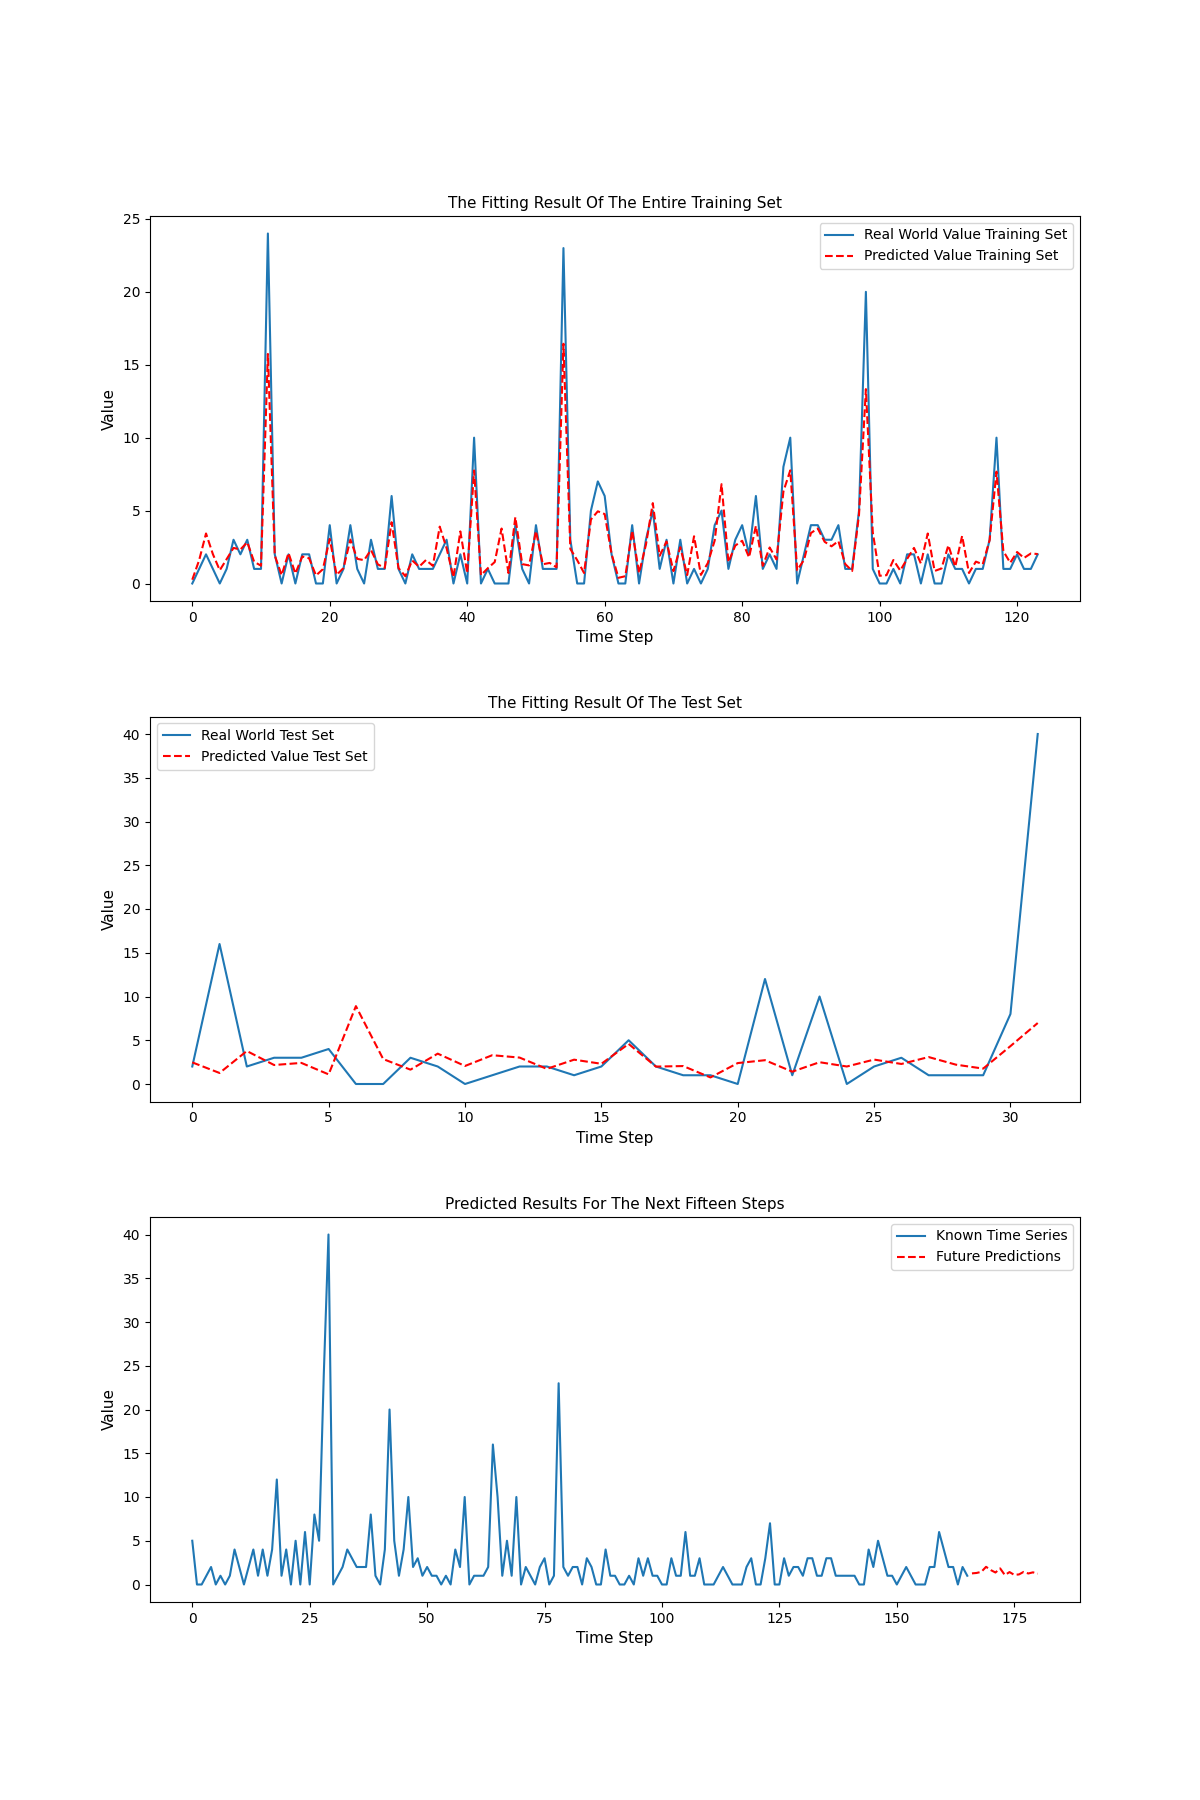 The Fitting Result Of The Entire Training Set
25
20
15
10
5
0
Value
Real World Value Training Set
Predicted Value Training Set
0 20 40 60 80 100 120
Time Step
The Fitting Result Of The Test Set
40
35
30
25
20
15
10
5
0
Value
Real World Test Set
Predicted Value Test Set
0 5 10 15 20 25 30
Time Step
Predicted Results For The Next Fifteen Steps
40
35
30
25
20
15
10
5
0
Value
Known Time Series
Future Predictions
0 25 50 75 100 125 150 175
Time Step